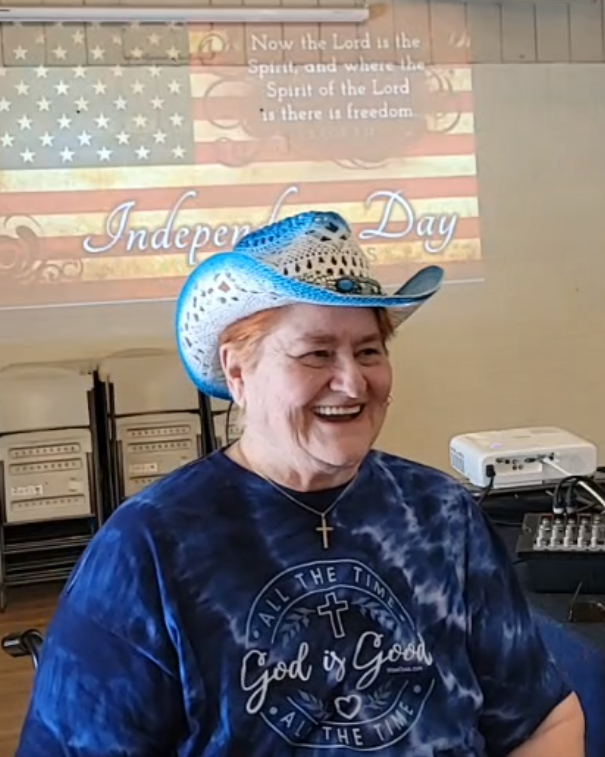 Now the Lord is the
Spirit, and where the
Spirit of the Lord
is there is freedom
Day
ALL THE TIME
God is Good
ALL THE TIME